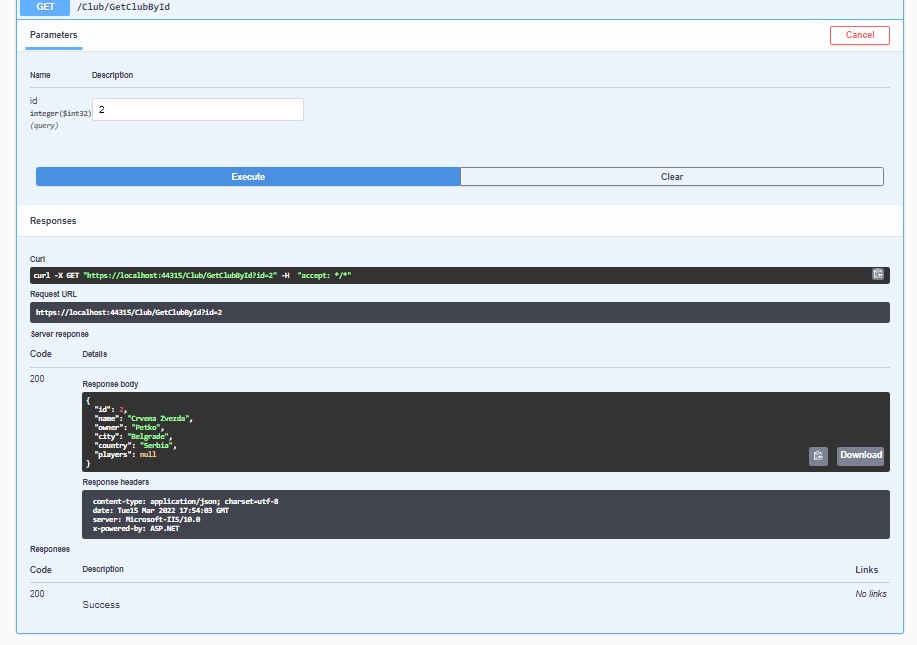 GET /Club/GetClubById
Parameters
Cancel
Name Description
id
integer($int32)
(query)
2
Execute
Clear
Responses
Curl
curl -X GET "https://localhost:44315/Club/GetClubById?id=2" -H "accept: */*"
Request URL
https://localhost:44315/Club/GetClubById?id=2
Server response
Code Details
200
Response body
{
"id": 2,
"name": "Crvena Zvezda",
"owner": "Petko",
"city": "Belgrade",
"country": "Serbia",
"players": null
}
Download
Response headers
content-type: application/json; charset=utf-8
date: Tue15 Mar 2022 17:54:03 GMT
server: Microsoft-IIS/10.0
x-powered-by: ASP.NET
Responses
Code Description Links
200
Success
No links